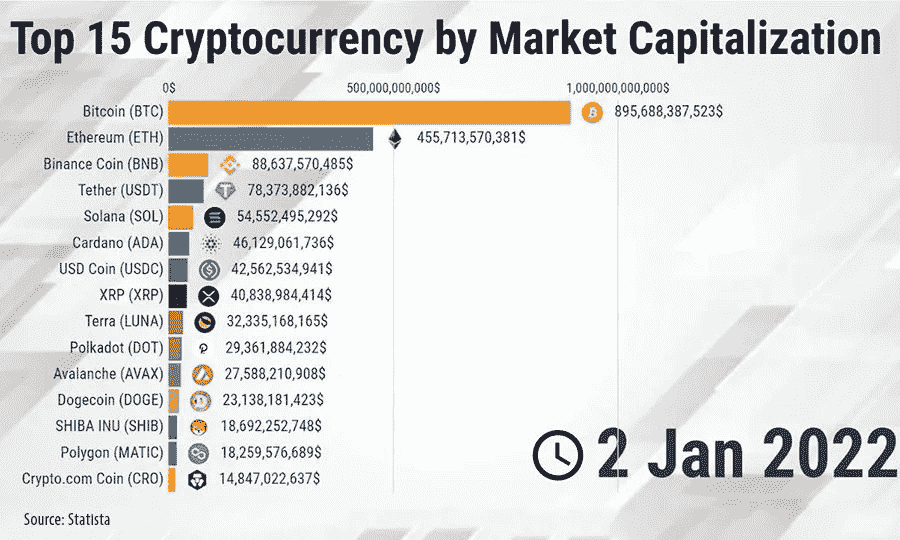 Top 15 Cryptocurrency by Market Capitalization
0$ 500,000,000,000$ 1,000,000,000,000$
Bitcoin (BTC) 895,688,387,523$
Ethereum (ETH) 455,713,570,381$
Binance Coin (BNB) 88,637,570,485$
Tether (USDT) 78,373,882,136$
Solana (SOL) 54,552,495,292$
Cardano (ADA) 46,129,061,736$
USD Coin (USDC) 42,562,534,941$
XRP (XRP) 40,838,984,414$
Terra (LUNA) 32,335,168,165$
Polkadot (DOT) 29,361,884,232$
Avalanche (AVAX) 27,588,210,908$
Dogecoin (DOGE) 23,138,181,423$
SHIBA INU (SHIB) 18,692,252,748$
Polygon (MATIC) 18,259,576,689$
Crypto.com Coin (CRO) 14,847,022,637$
2 Jan 2022
Source: Statista